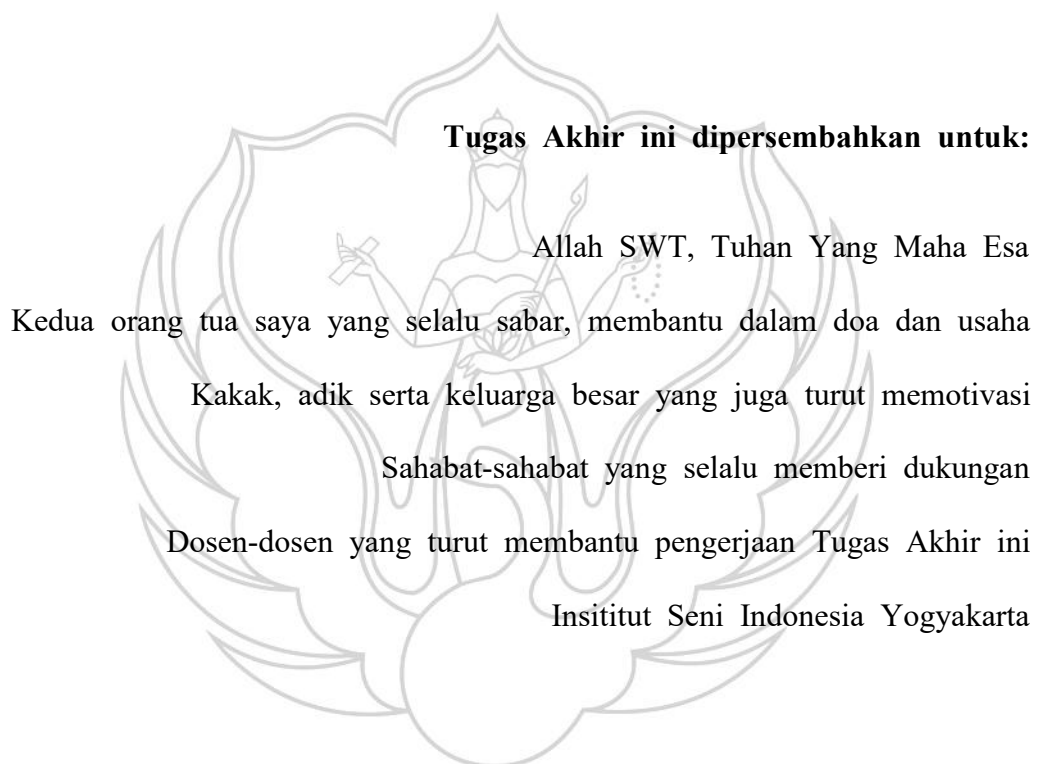 Tugas Akhir ini dipersembahkan untuk:
Allah SWT, Tuhan Yang Maha Esa
Kedua orang tua saya yang selalu sabar, membantu dalam doa dan usaha
Kakak, adik serta keluarga besar yang juga turut memotivasi
Sahabat-sahabat yang selalu memberi dukungan
Dosen-dosen yang turut membantu pengerjaan Tugas Akhir ini
Insititut Seni Indonesia Yogyakarta